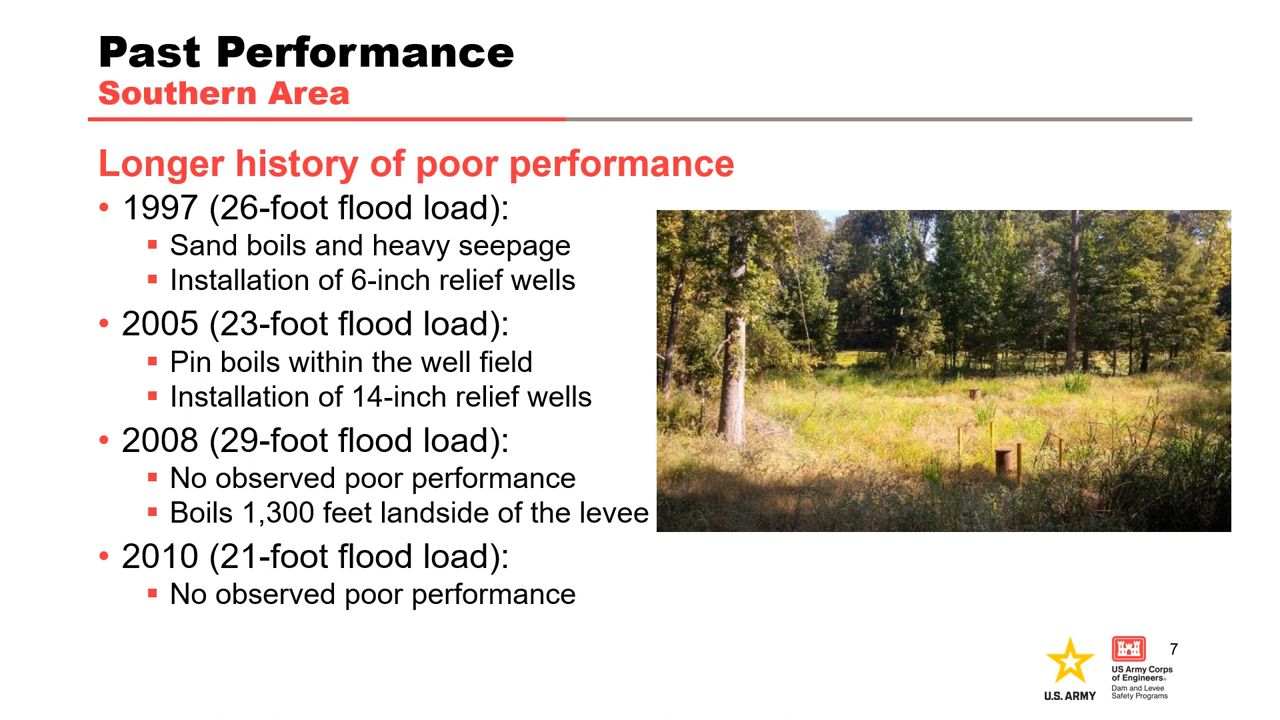 Past Performance
Southern Area
Longer history of poor performance
• 1997 (26-foot flood load):
▪ Sand boils and heavy seepage
▪ Installation of 6-inch relief wells
• 2005 (23-foot flood load):
▪ Pin boils within the well field
▪ Installation of 14-inch relief wells
• 2008 (29-foot flood load):
▪ No observed poor performance
▪ Boils 1,300 feet landside of the levee
• 2010 (21-foot flood load):
▪ No observed poor performance
U.S. ARMY
US Army Corps
of Engineers®
Dam and Levee
Safety Programs
7